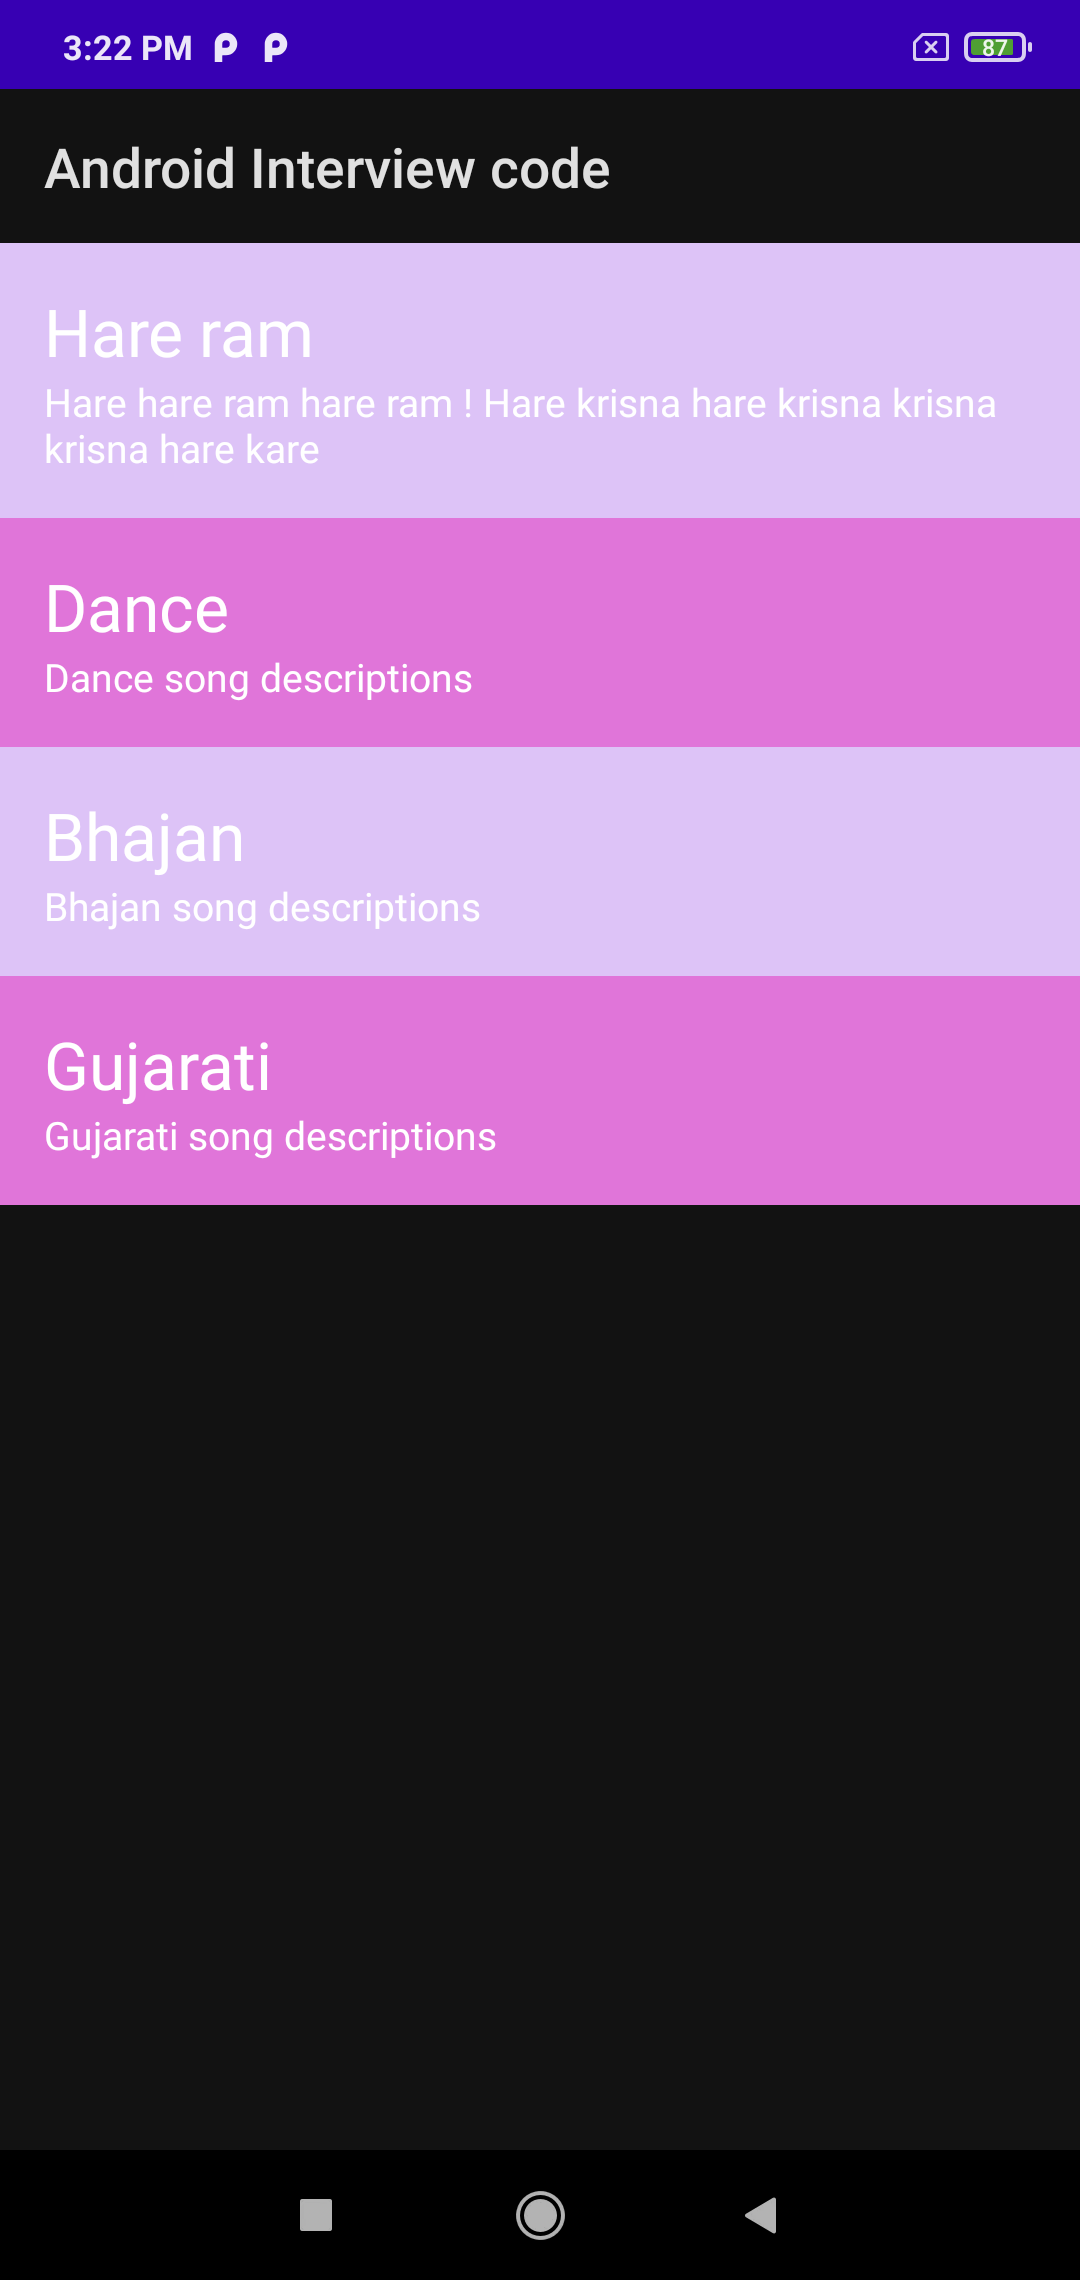 3:22 PM
87
Android Interview code
Hare ram
Hare hare ram hare ram ! Hare krisna hare krisna krisna
krisna hare kare
Dance
Dance song descriptions
Bhajan
Bhajan song descriptions
Gujarati
Gujarati song descriptions